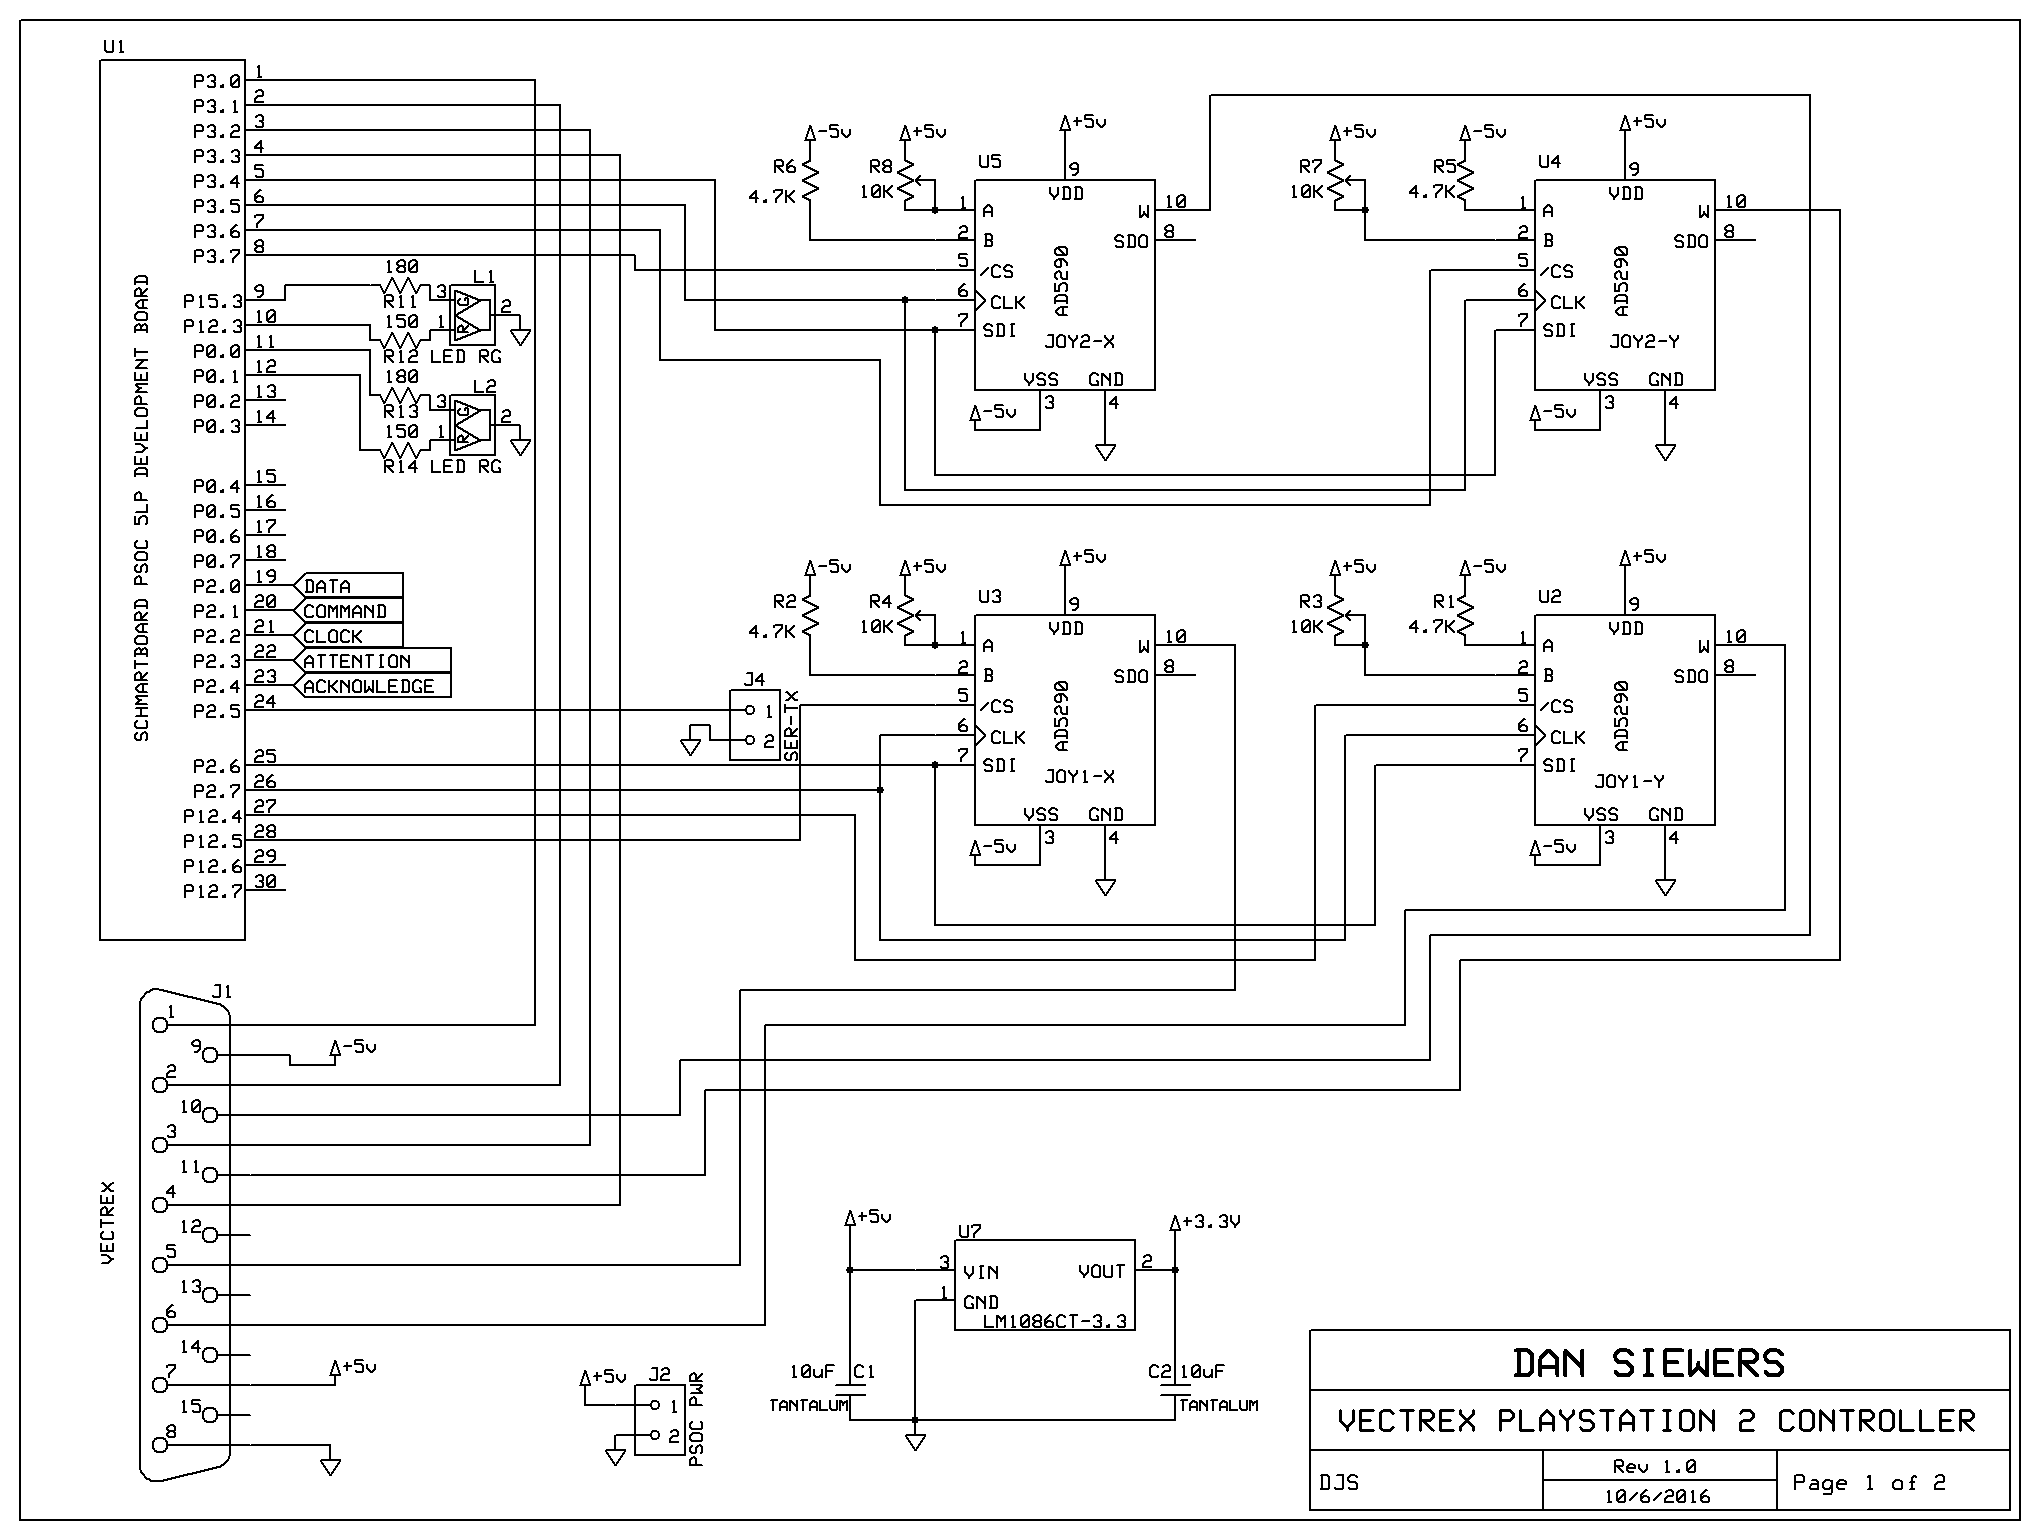 U1
SCHMARTBOARD PSOC 5LP DEVELOPMENT BOARD
P3.0 1
P3.1 2
P3.2 3
P3.3 4
P3.4 5
P3.5 6
P3.6 7
P3.7 8
P15.3 9
P12.3 10
P0.0 11
P0.1 12
P0.2 13
P0.3 14
P0.4 15
P0.5 16
P0.6 17
P0.7 18
P2.0 19 DATA
P2.1 20 COMMAND
P2.2 21 CLOCK
P2.3 22 ATTENTION
P2.4 23 ACKNOWLEDGE
P2.5 24
P2.6 25
P2.7 26
P12.4 27
P12.5 28
P12.6 29
P12.7 30
180
R11
150
R12
L1
3 G
1 R
2
LED RG
180
R13
150
R14
L2
3 G
1 R
2
LED RG
-5v
R6
4.7K
+5v
R8
10K
+5v
U5
9
VDD
1 A
2 B
5 /CS
6 CLK
7 SDI
W 10
SDO 8
AD5290
JOY2-X
VSS GND
3 4
-5v
+5v
R7
10K
-5v
R5
4.7K
+5v
U4
9
VDD
1 A
2 B
5 /CS
6 CLK
7 SDI
W 10
SDO 8
AD5290
JOY2-Y
VSS GND
3 4
-5v
-5v
R2
4.7K
+5v
R4
10K
+5v
U3
9
VDD
1 A
2 B
5 /CS
6 CLK
7 SDI
W 10
SDO 8
AD5290
JOY1-X
VSS GND
3 4
-5v
+5v
R3
10K
-5v
R1
4.7K
+5v
U2
9
VDD
1 A
2 B
5 /CS
6 CLK
7 SDI
W 10
SDO 8
AD5290
JOY1-Y
VSS GND
3 4
-5v
J4
1
2
SER-TX
J1
VECTREX
1
9
-5v
2
10
3
11
4
12
5
13
6
14
7
+5v
15
8
+5v
J2
1
2
PSOC PWR
+5v
U7
3 VIN
1 GND
VOUT 2
LM1086CT-3.3
+3.3V
10uF C1
TANTALUM
C2 10uF
TANTALUM
DAN SIEWERS
VECTREX PLAYSTATION 2 CONTROLLER
DJS
Rev 1.0
10/6/2016
Page 1 of 2